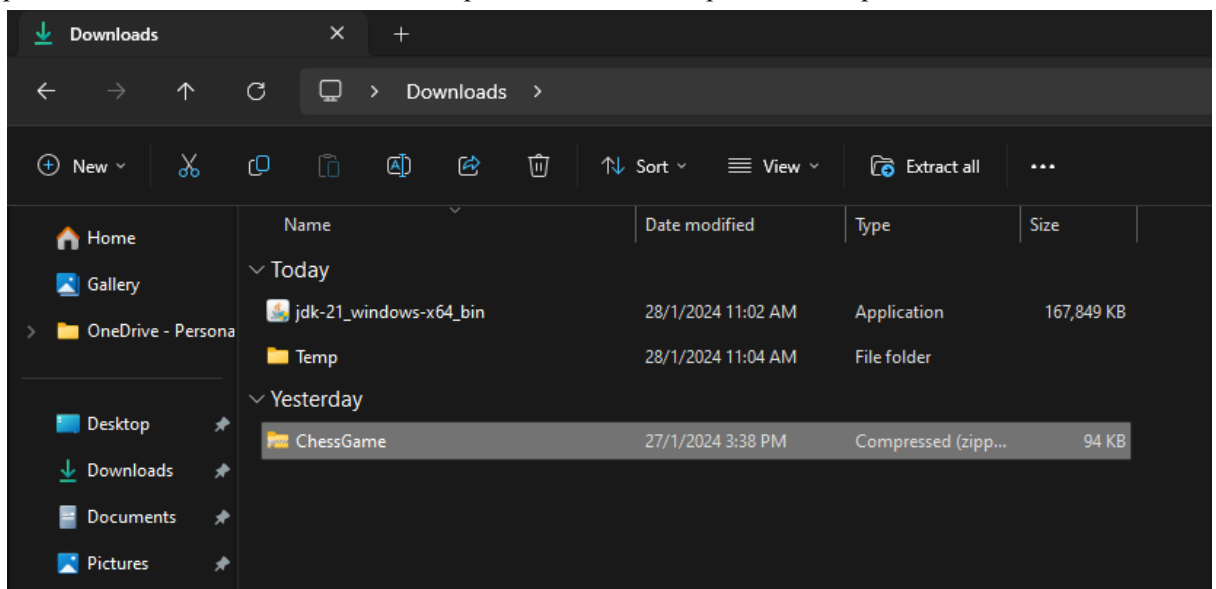 Downloads
Downloads
New
Sort
View
Extract all
Home
Gallery
OneDrive - Persona
Desktop
Downloads
Documents
Pictures
Name Date modified Type Size
Today
jdk-21_windows-x64_bin 28/1/2024 11:02 AM Application 167,849 KB
Temp 28/1/2024 11:04 AM File folder
Yesterday
ChessGame 27/1/2024 3:38 PM Compressed (zipp... 94 KB